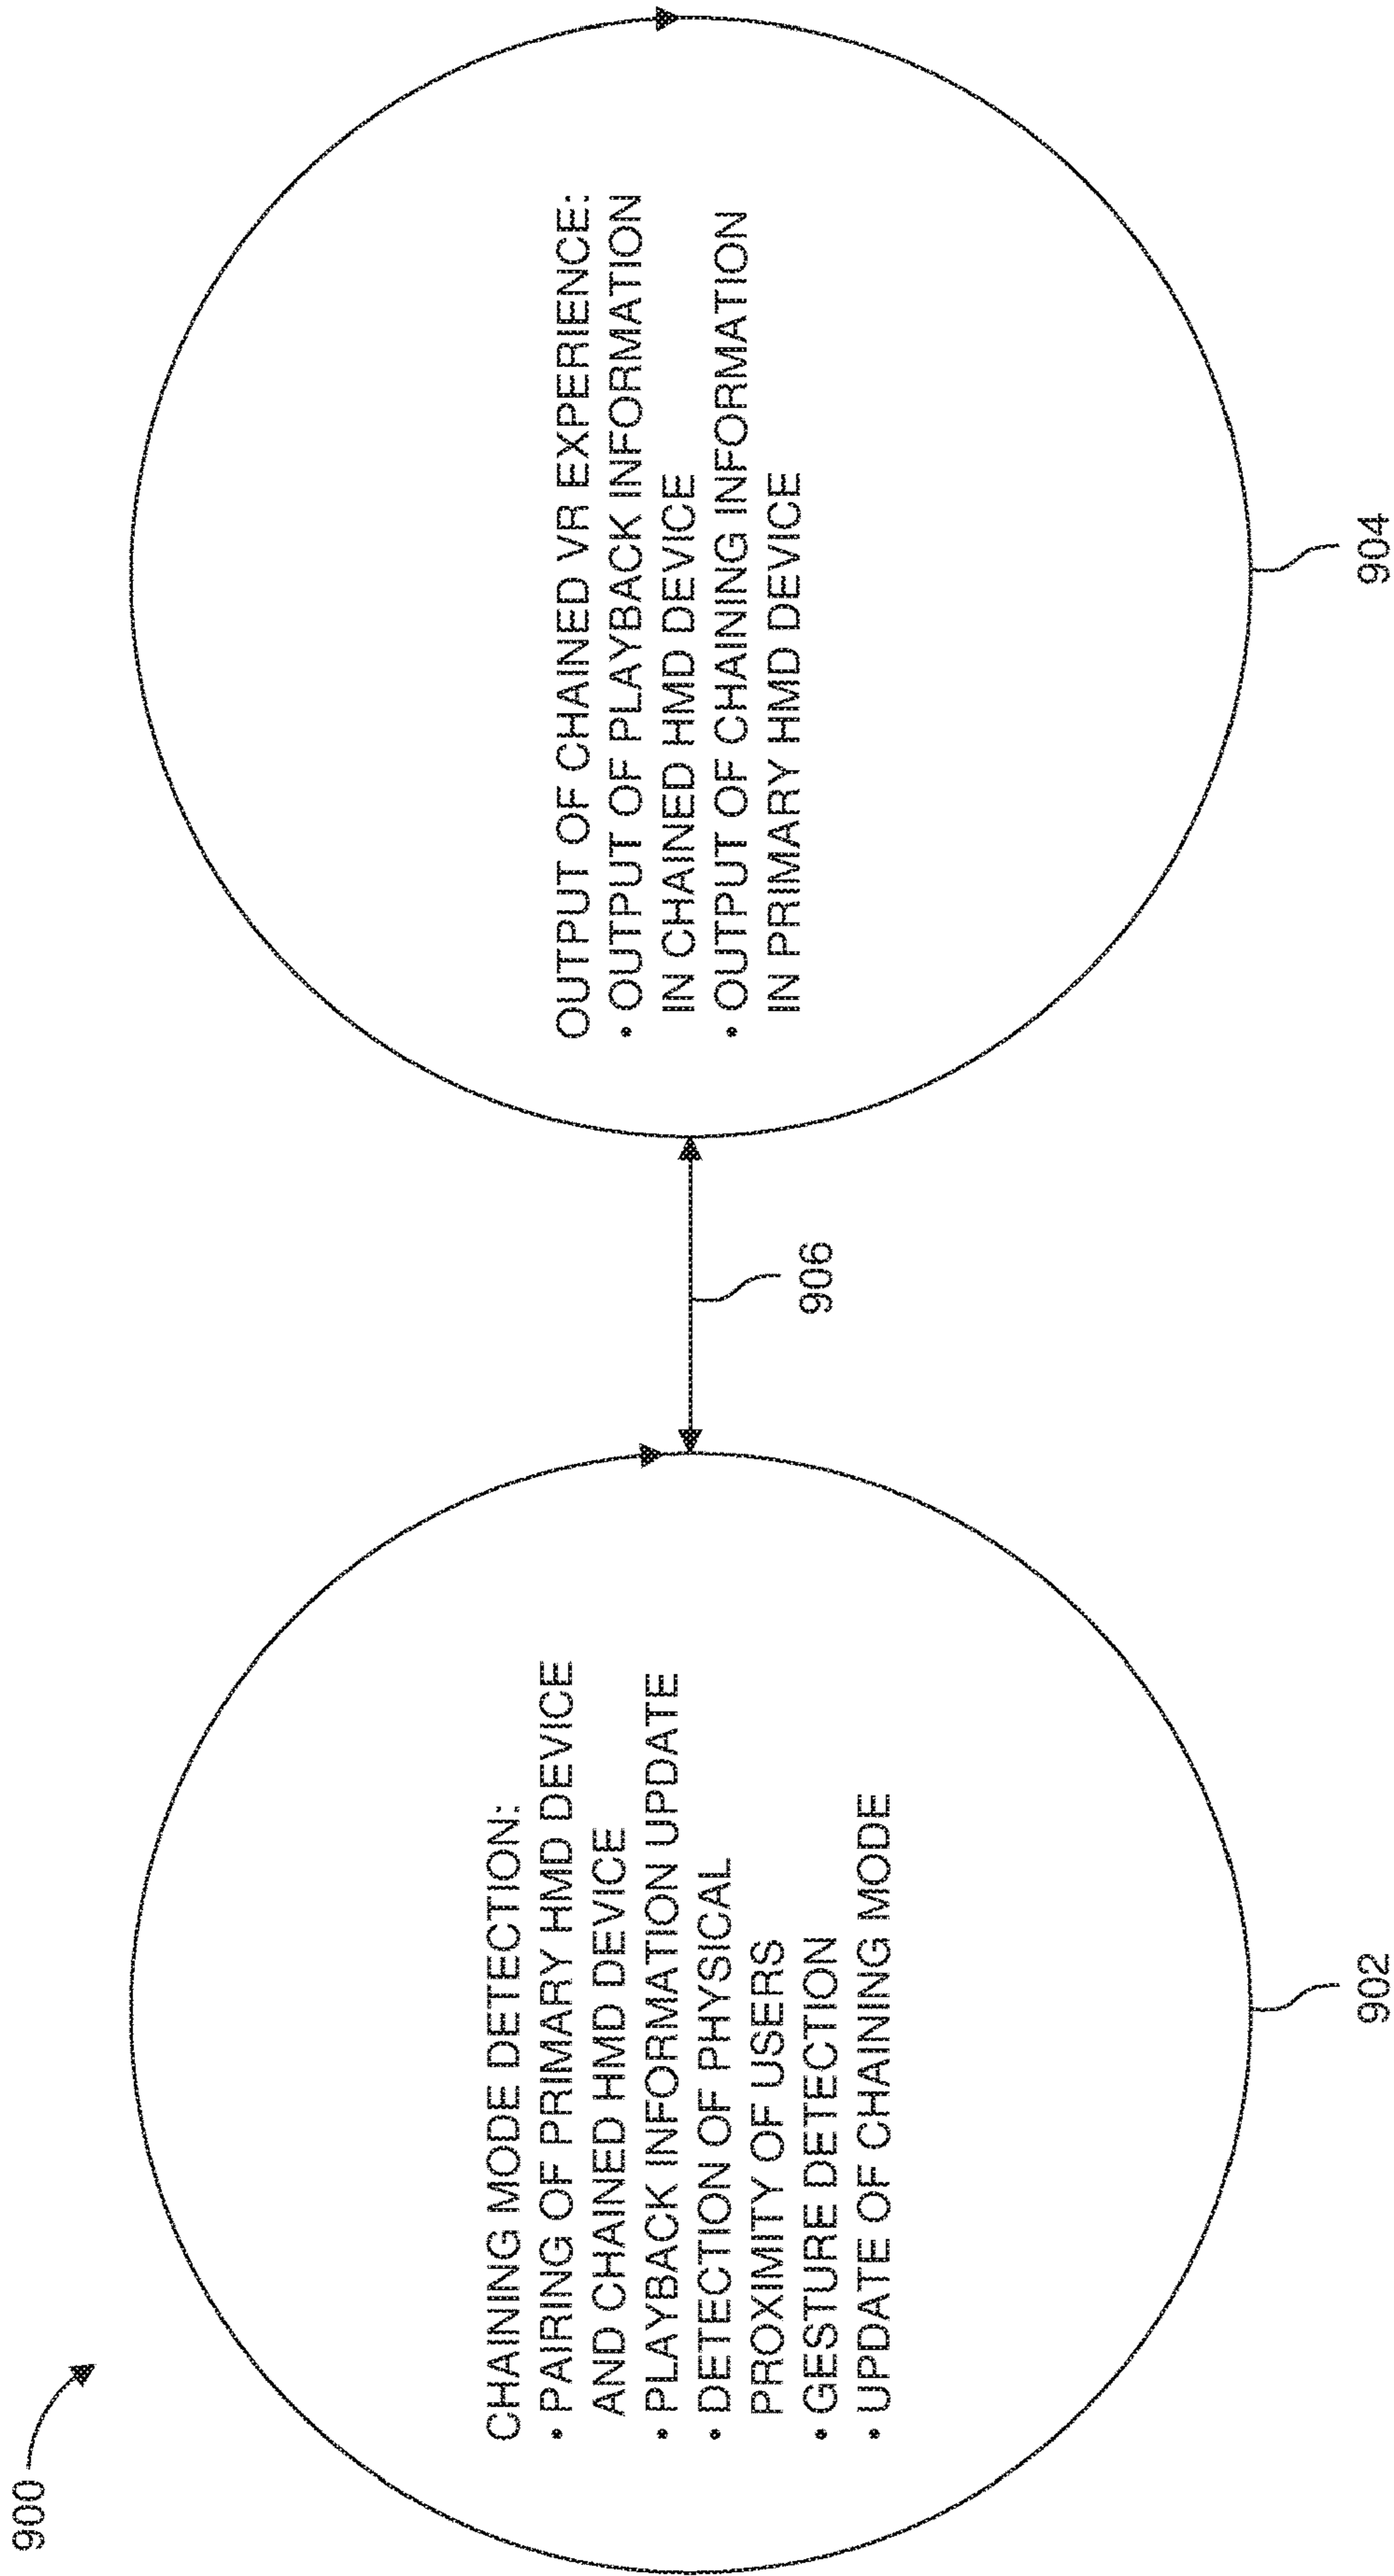 900
CHAINING MODE DETECTION:
• PAIRING OF PRIMARY HMD DEVICE
AND CHAINED HMD DEVICE
• PLAYBACK INFORMATION UPDATE
• DETECTION OF PHYSICAL
PROXIMITY OF USERS
• GESTURE DETECTION
• UPDATE OF CHAINING MODE
902
906
OUTPUT OF CHAINED VR EXPERIENCE:
• OUTPUT OF PLAYBACK INFORMATION
IN CHAINED HMD DEVICE
• OUTPUT OF CHAINING INFORMATION
IN PRIMARY HMD DEVICE
904